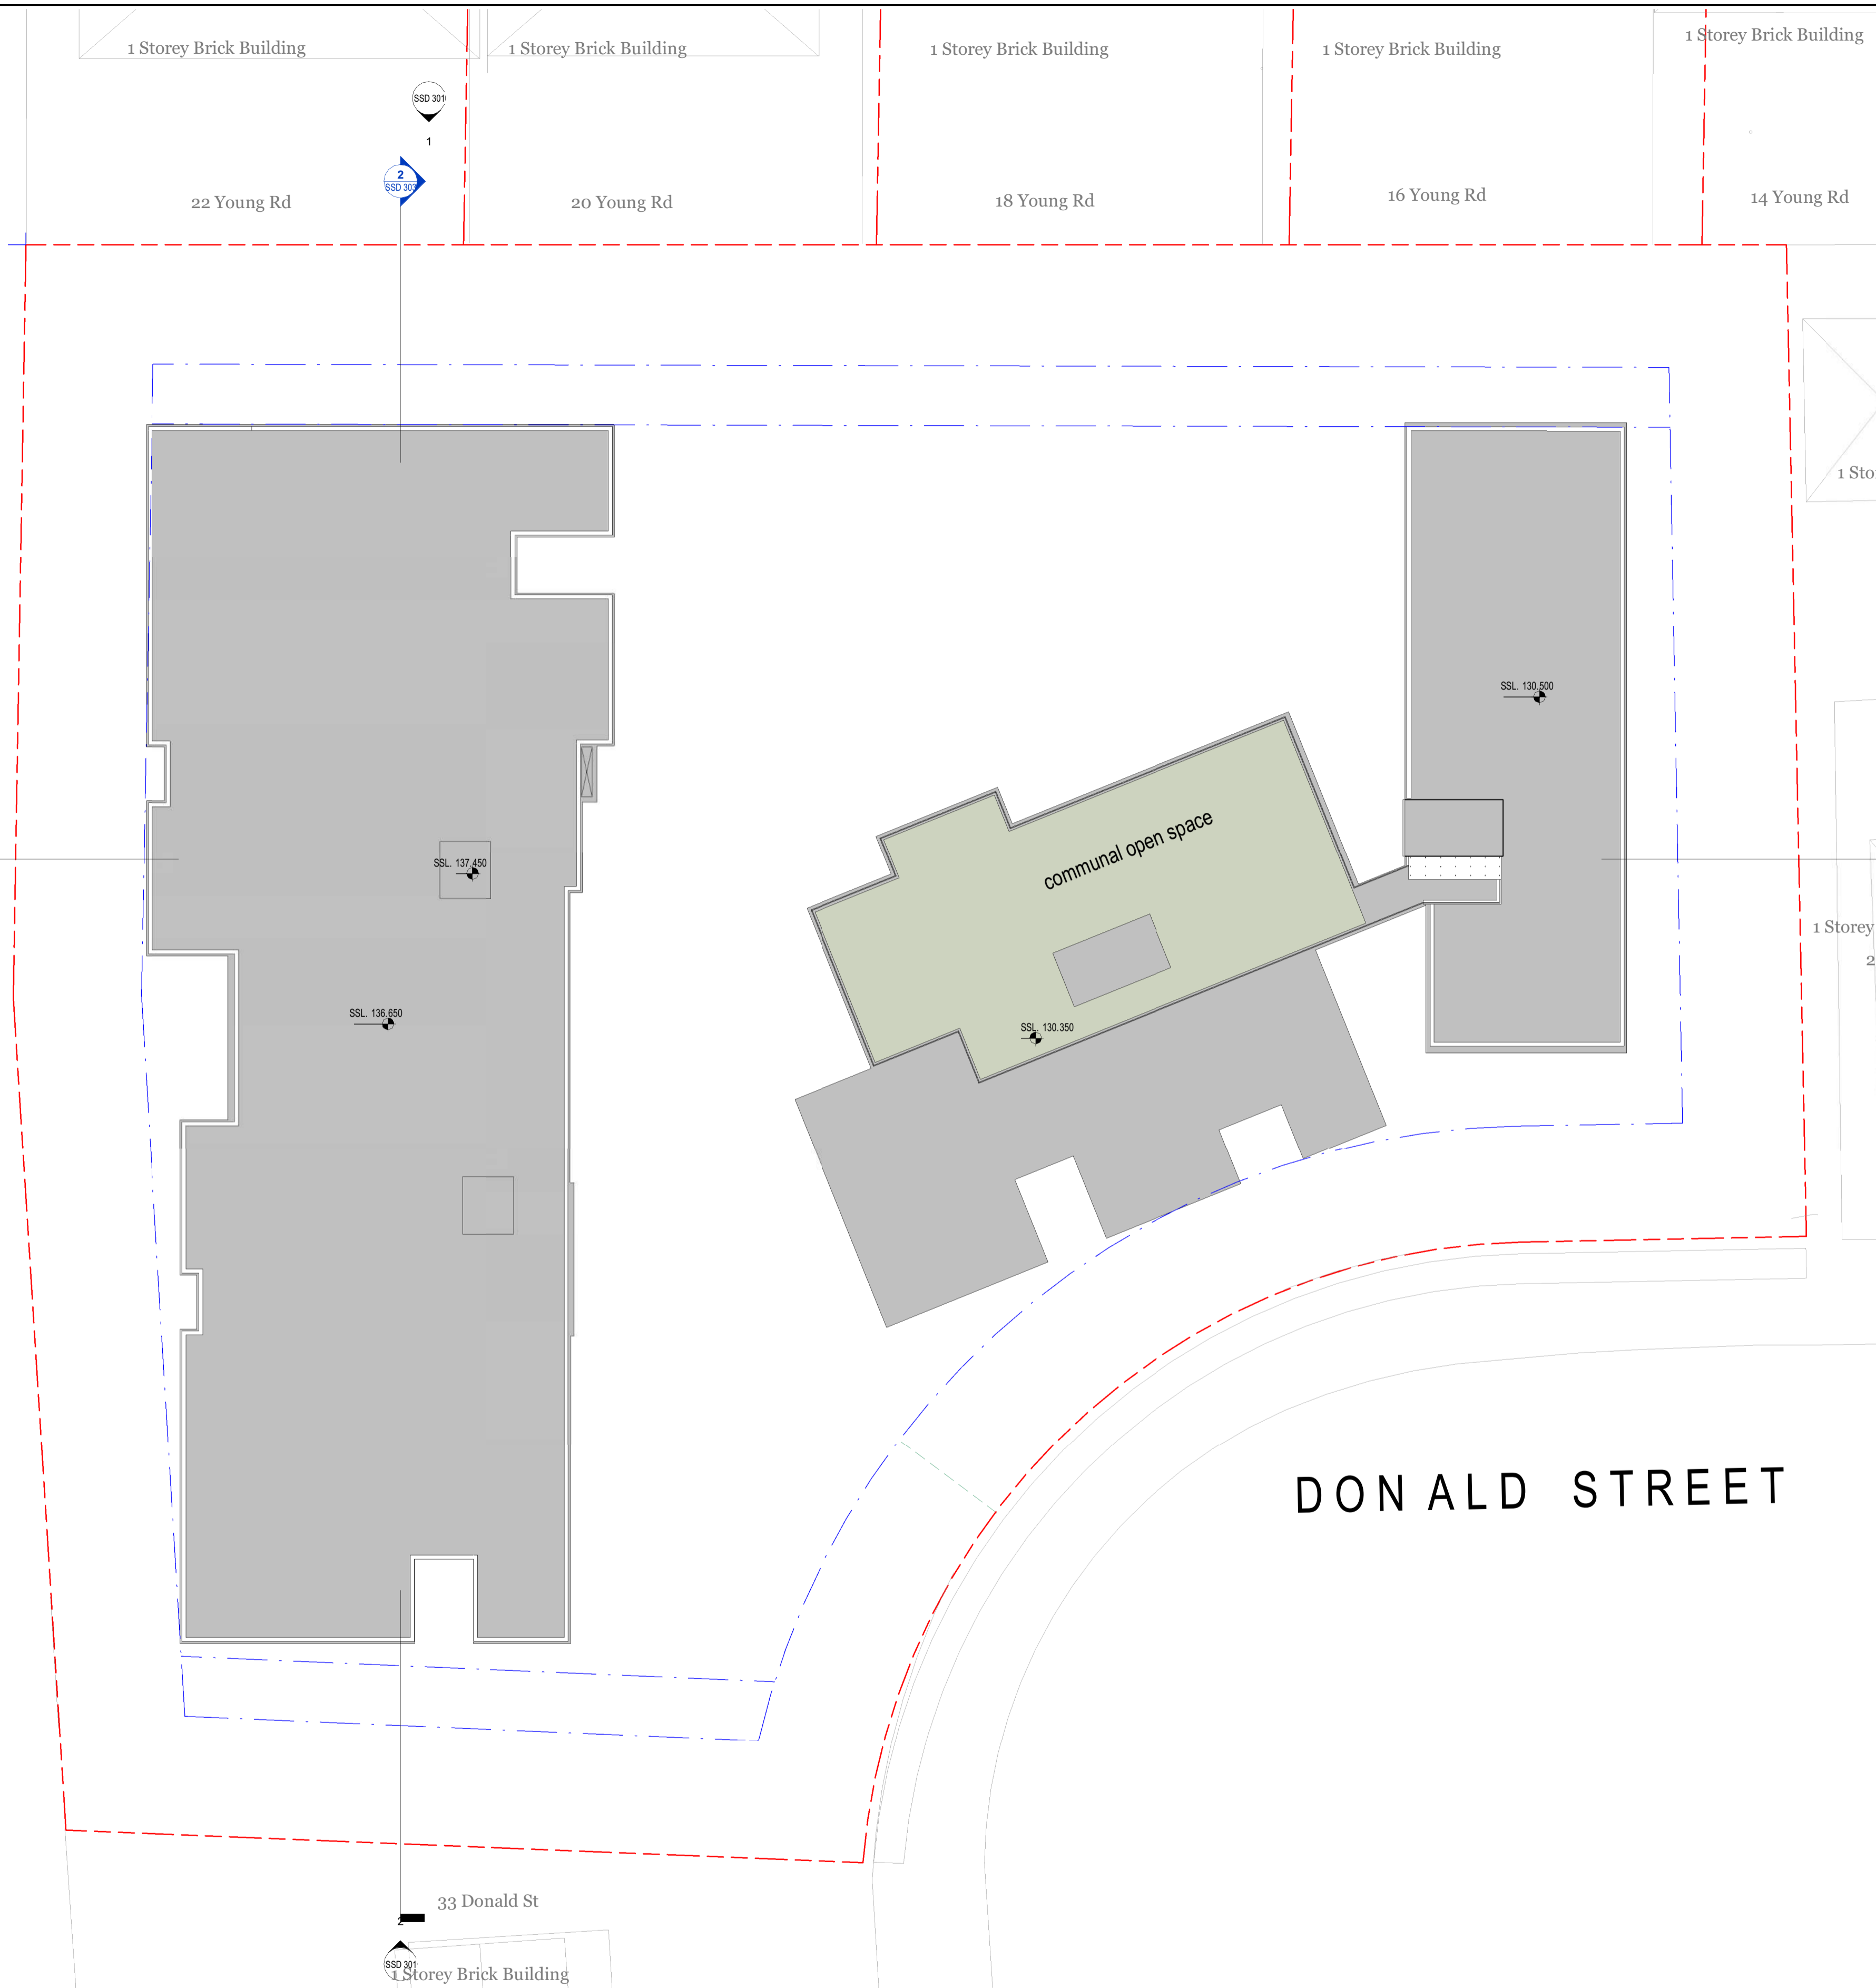 1 Storey Brick Building
1 Storey Brick Building
1 Storey Brick Building
1 Storey Brick Building
1 Storey Brick Building
SSD 301
1
2
SSD 303
22 Young Rd
20 Young Rd
18 Young Rd
16 Young Rd
14 Young Rd
1 Sto
SSL. 130.500
communal open space
SSL. 137.450
1 Storey
2
SSL. 136.650
SSL. 130.350
DONALD STREET
33 Donald St
2
SSD 301
1 Storey Brick Building